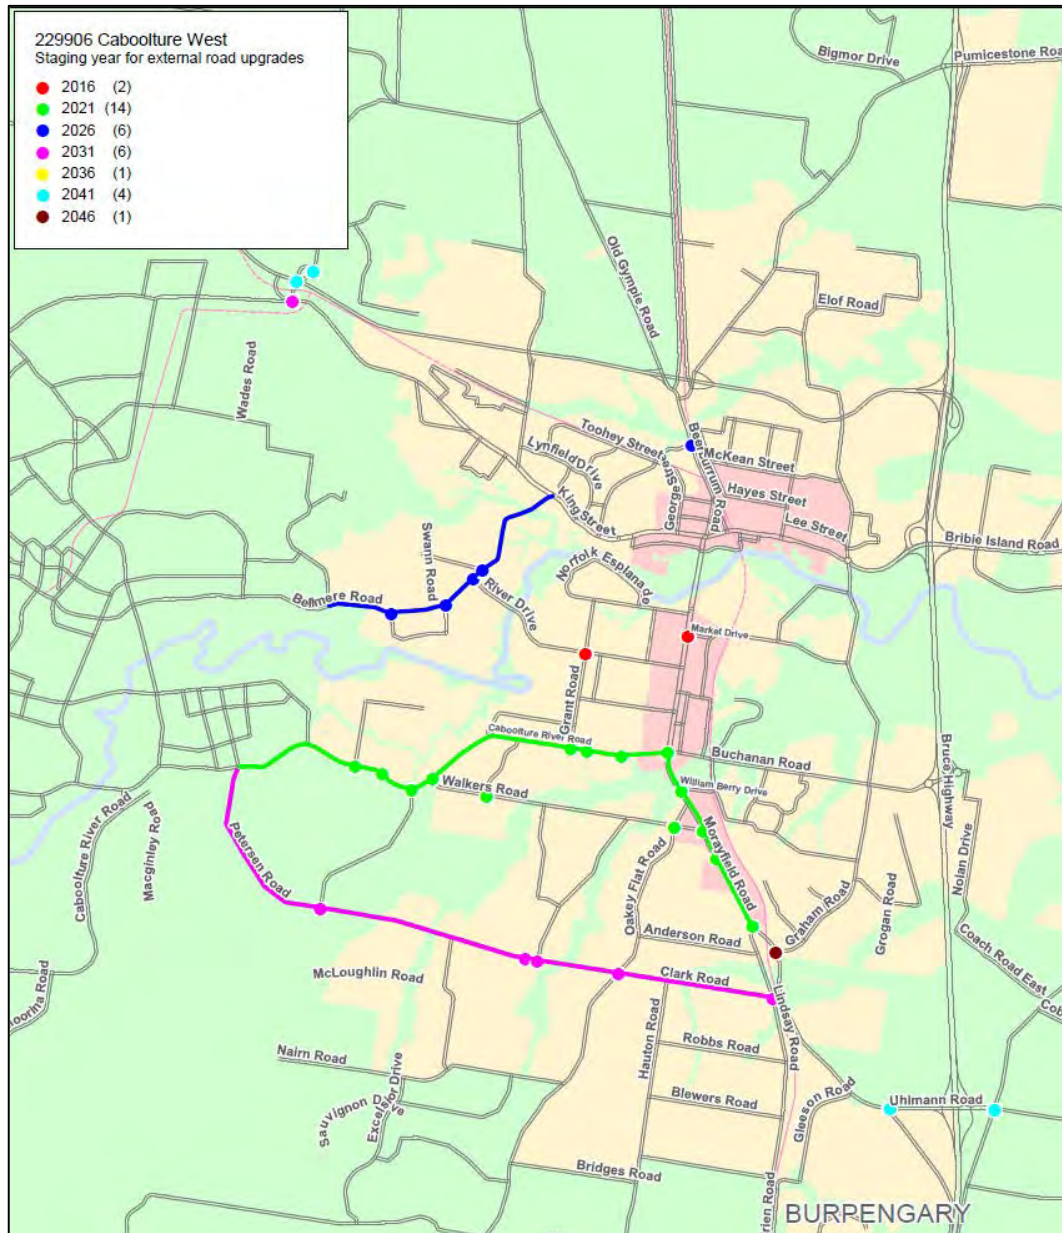 229906 Caboolture West
Staging year for external road upgrades
2016 (2)
2021 (14)
2026 (6)
2031 (6)
2036 (1)
2041 (4)
2046 (1)
Bigmor Drive
Pumicestone Roa
Old Gympie Road
Elof Road
Wades Road
Toohey Street
Lynfield Drive
McKean Street
Hayes Street
Lee Street
King Street
Bribie Island Road
Swann Road
Norfolk Esplanade
Bellmere Road
River Drive
Market Drive
Grant Road
Caboolture River Road
Buchanan Road
Bruce Highway
Walkers Road
William Berry Drive
Morayfield Road
Caboolture River Road
Macginley Road
Petersen Road
Oakey Flat Road
Nolan Drive
Graham Road
Grogan Road
Anderson Road
Coach Road East
McLoughlin Road
Clark Road
Lindsay Road
Cob
oorina Road
Hauton Road
Robbs Road
Nairn Road
Excelsior Drive
Sauvignon Drive
Blewers Road
Gleeson Road
Uhlmann Road
Bridges Road
rien Road
BURPENGARY